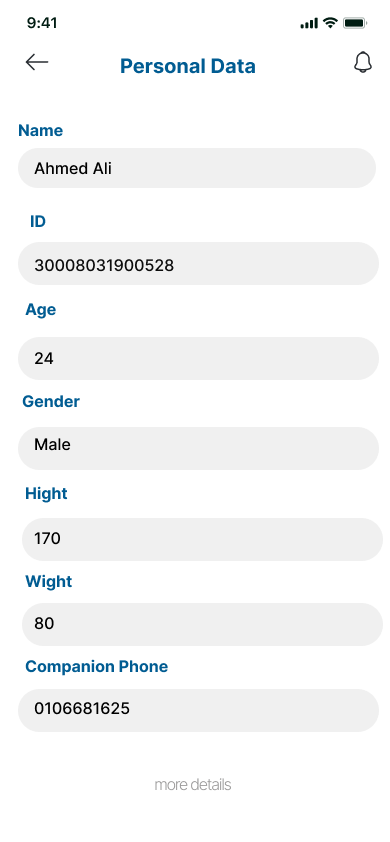 9:41
Personal Data
Name
Ahmed Ali
ID
30008031900528
Age
24
Gender
Male
Hight
170
Wight
80
Companion Phone
0106681625
more details